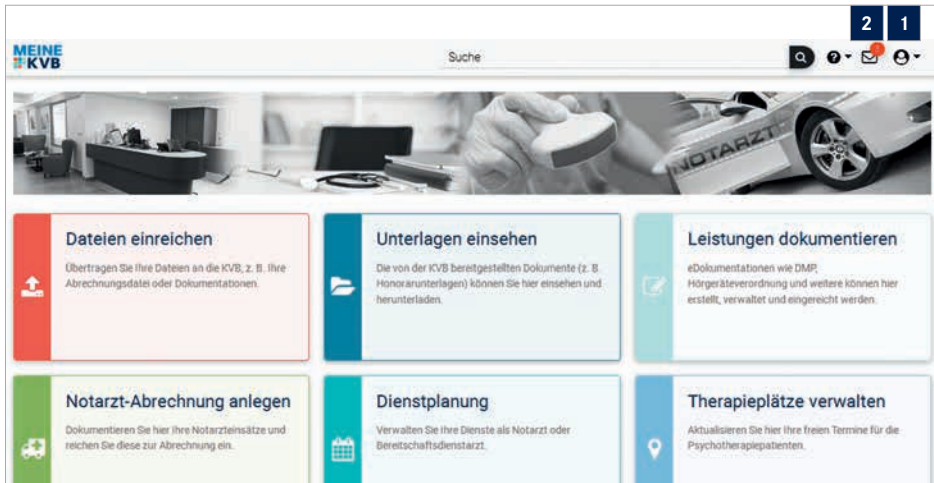 2 1
MEINE
KVB
Suche
NOTARZT
Dateien einreichen
Übertragen Sie Ihre Dateien an die KVB, z. B. Ihre
Abrechnungsdatei oder Dokumentationen.
Unterlagen einsehen
Die von der KVB bereitgestellten Dokumente (z. B.
Honorarunterlagen) können Sie hier einsehen und
herunterladen.
Leistungen dokumentieren
eDokumentationen wie DMP,
Hörgeräteverordnung und weitere können hier
erstellt, verwaltet und eingereicht werden.
Notarzt-Abrechnung anlegen
Dokumentieren Sie hier Ihre Notarzteinsätze und
reichen Sie diese zur Abrechnung ein.
Dienstplanung
Verwalten Sie Ihre Dienste als Notarzt oder
Bereitschaftsdienstarzt.
Therapieplätze verwalten
Aktualisieren Sie hier Ihre freien Termine für die
Psychotherapiepatienten.